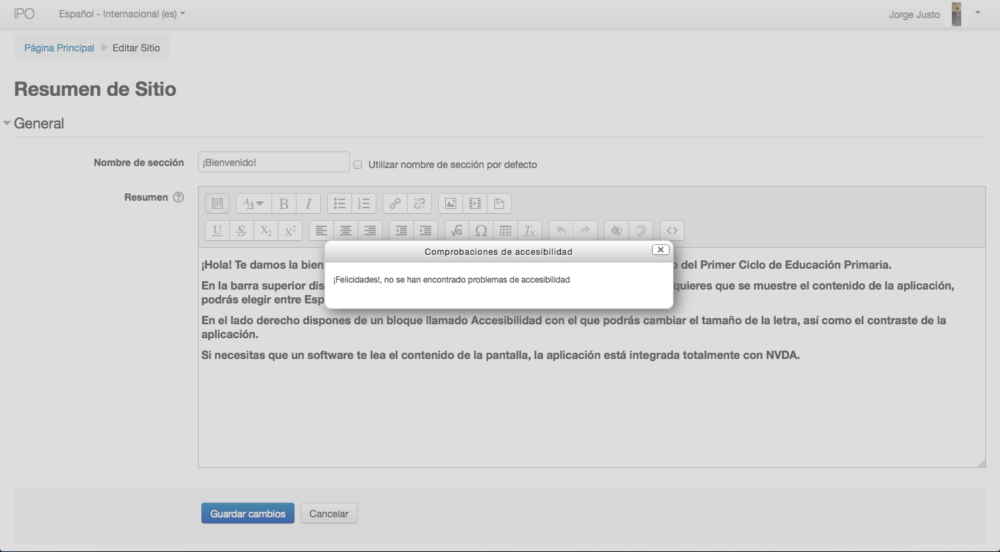 IPO Español - Internacional (es) Jorge Justo
Página Principal Editar Sitio
Resumen de Sitio
General
Nombre de sección ¡Bienvenido! Utilizar nombre de sección por defecto
Resumen
Comprobaciones de accesibilidad
¡Felicidades!, no se han encontrado problemas de accesibilidad
¡Hola! Te damos la bien del Primer Ciclo de Educación Primaria.
En la barra superior dis quieres que se muestre el contenido de la aplicación,
podrás elegir entre Esp
En el lado derecho dispones de un bloque llamado Accesibilidad con el que podrás cambiar el tamaño de la letra, así como el contraste de la
aplicación.
Si necesitas que un software te lea el contenido de la pantalla, la aplicación está integrada totalmente con NVDA.
Guardar cambios Cancelar